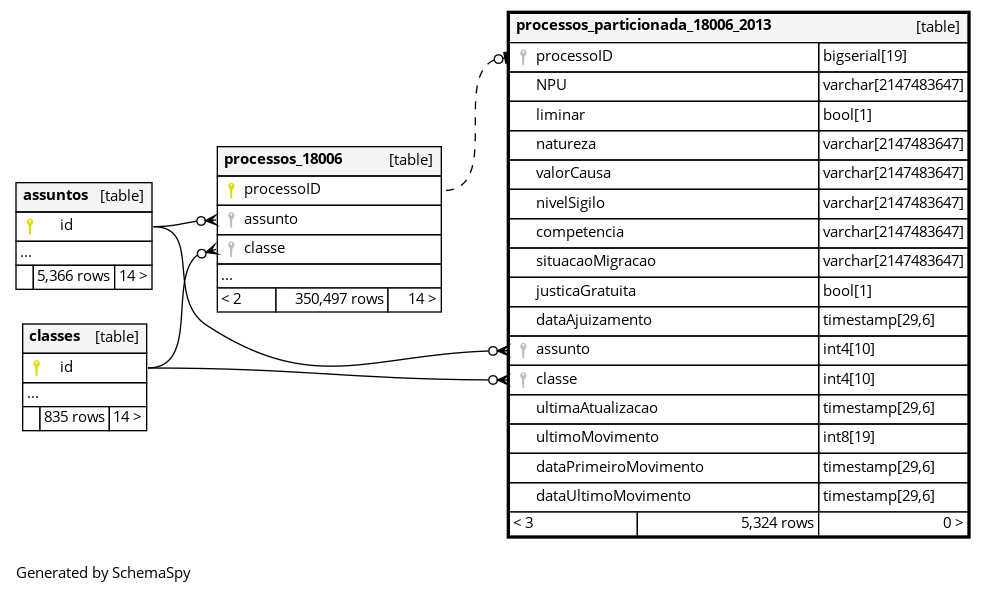 processos_particionada_18006_2013 [table]
processoID bigserial[19]
NPU varchar[2147483647]
liminar bool[1]
natureza varchar[2147483647]
valorCausa varchar[2147483647]
nivelSigilo varchar[2147483647]
competencia varchar[2147483647]
situacaoMigracao varchar[2147483647]
justicaGratuita bool[1]
dataAjuizamento timestamp[29,6]
assunto int4[10]
classe int4[10]
ultimaAtualizacao timestamp[29,6]
ultimoMovimento int8[19]
dataPrimeiroMovimento timestamp[29,6]
dataUltimoMovimento timestamp[29,6]
< 3 5,324 rows 0 >
processos_18006 [table]
processoID
assunto
classe
...
< 2 350,497 rows 14 >
assuntos [table]
id
...
5,366 rows 14 >
classes [table]
id
...
835 rows 14 >
Generated by SchemaSpy